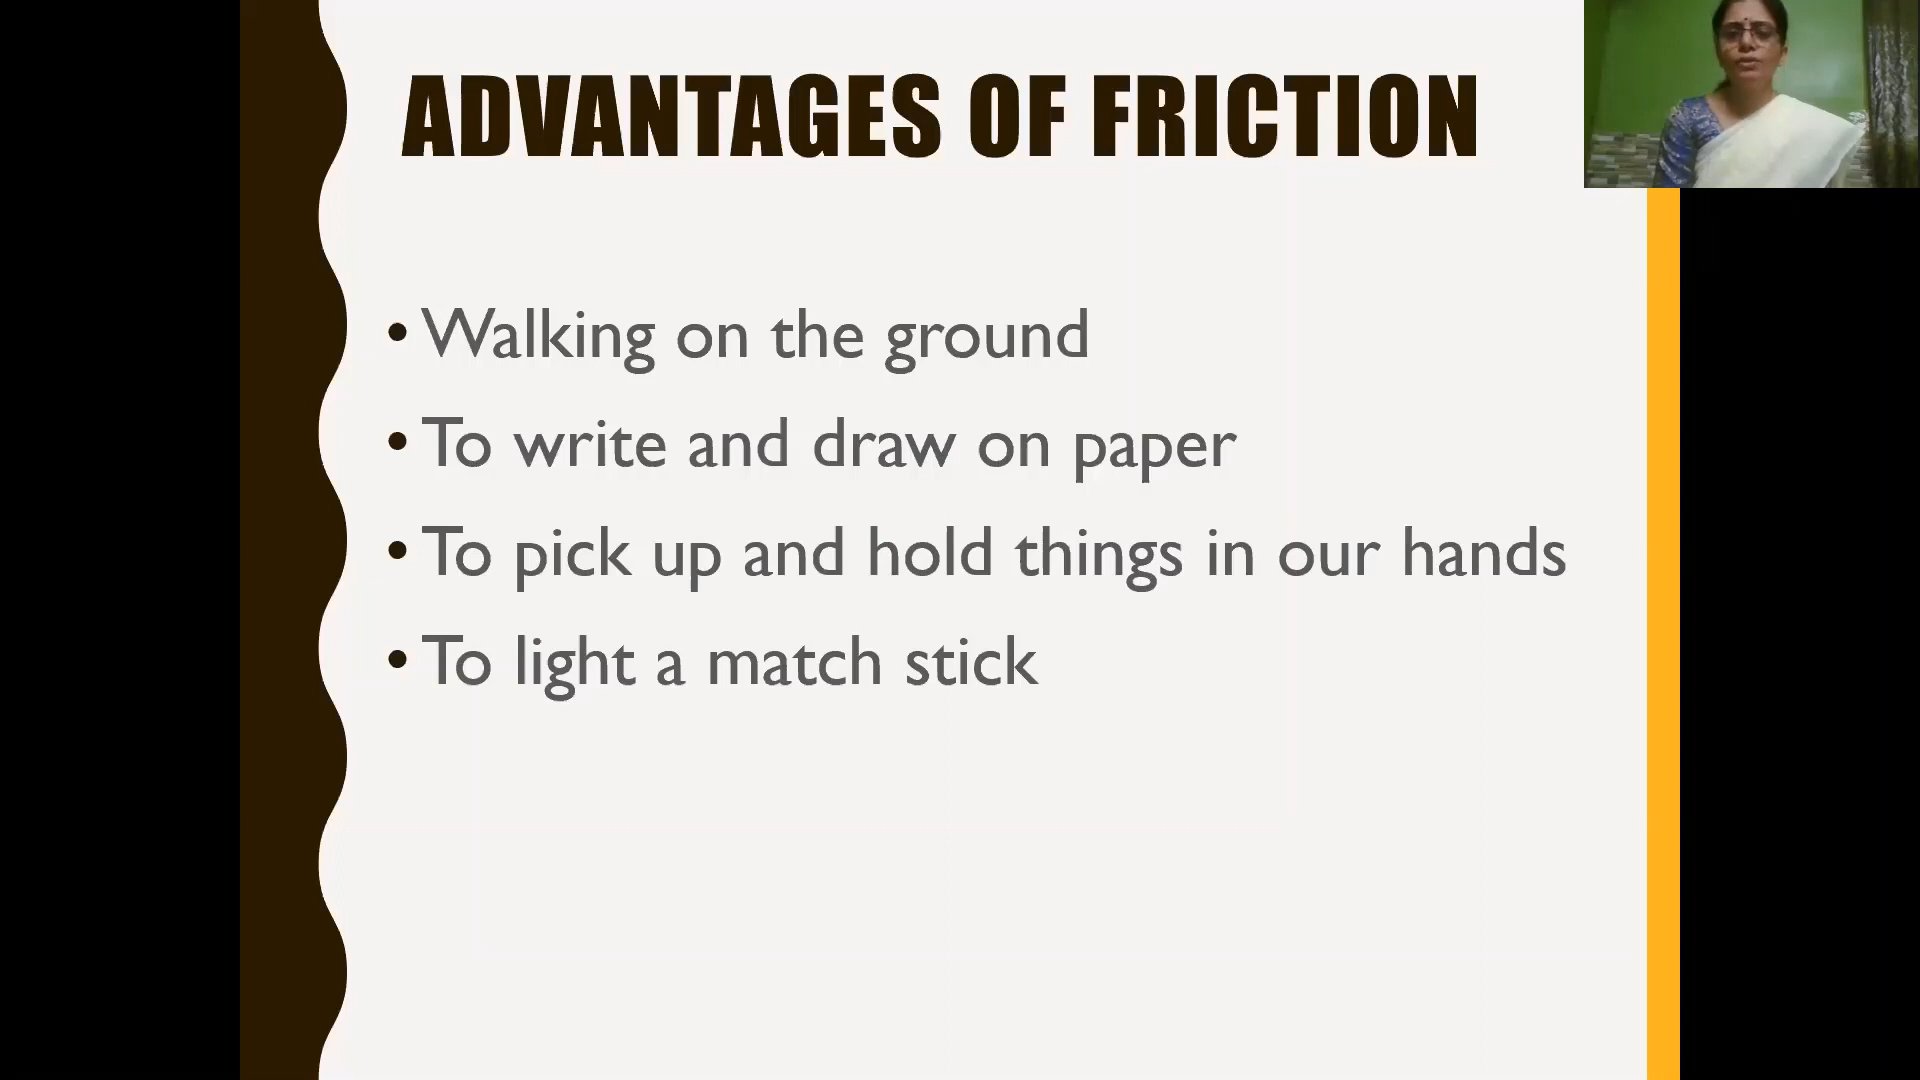 ADVANTAGES OF FRICTION
• Walking on the ground
• To write and draw on paper
• To pick up and hold things in our hands
• To light a match stick